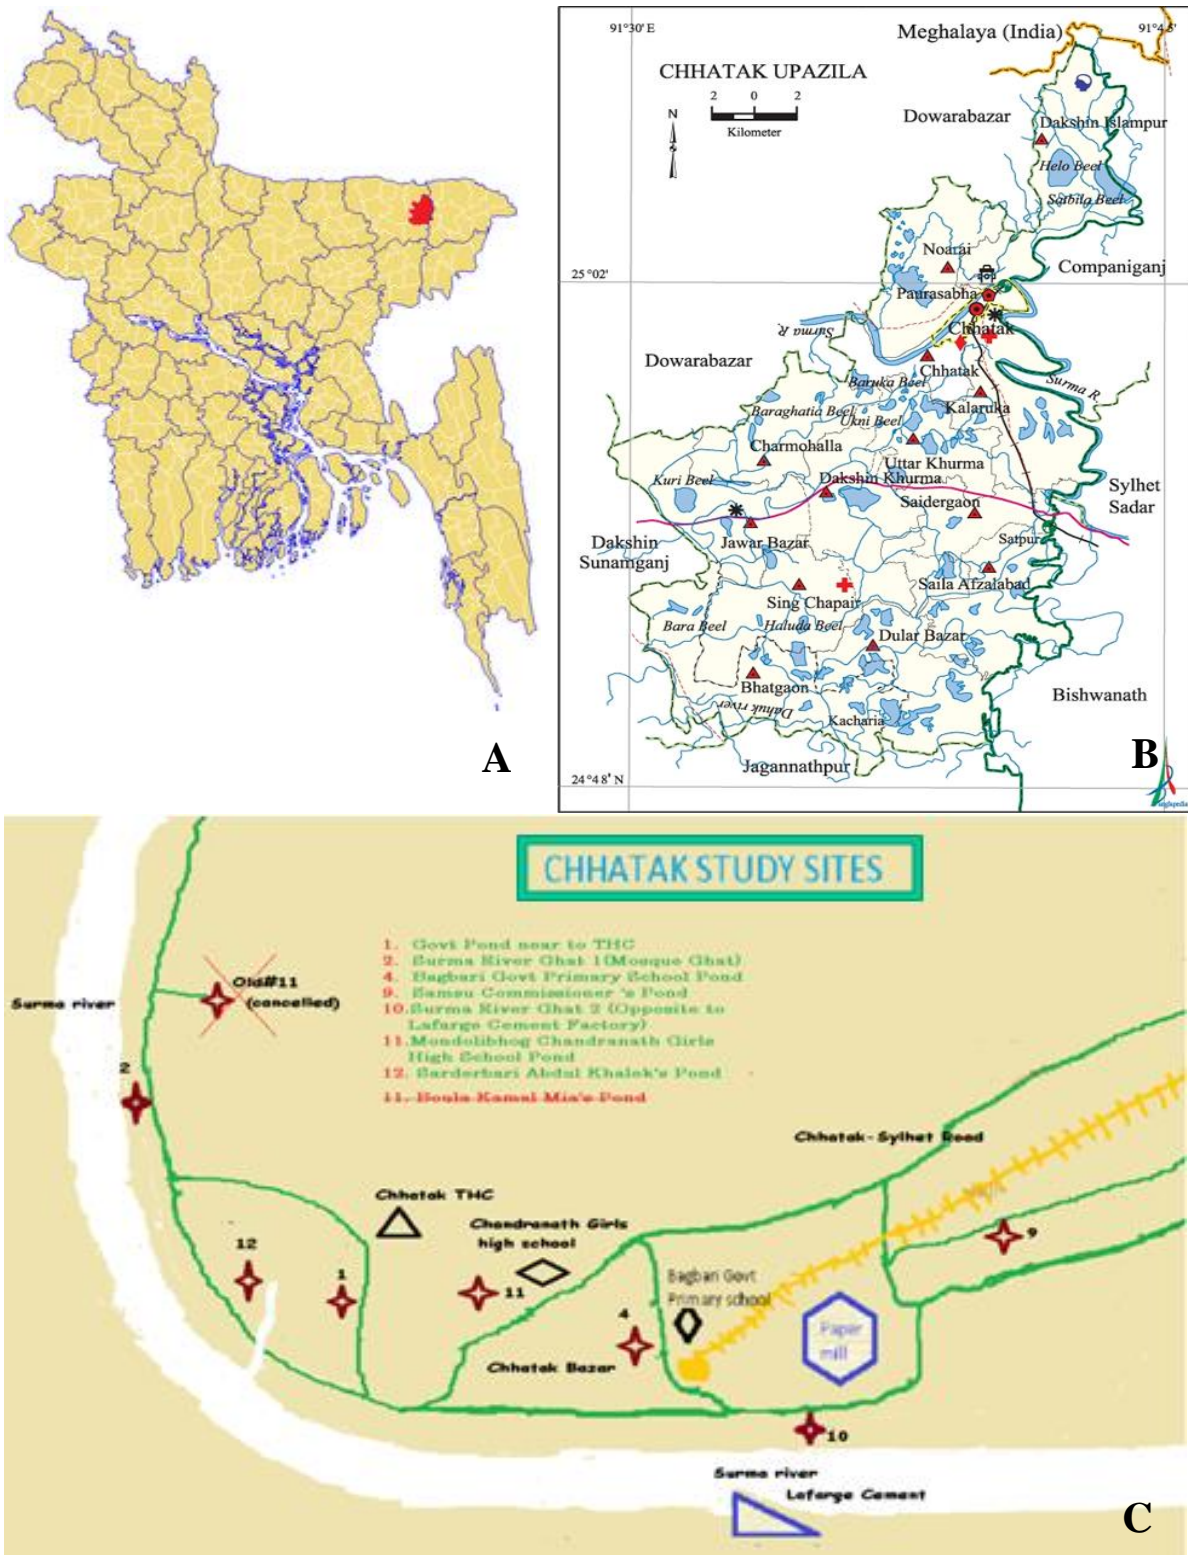 A
91°30' E
91°45'
Meghalaya (India)
CHHATAK UPAZILA
2 0 2
Kilometer
N
Dowarabazar
Dakshin Islampur
Helo Beel
Satbila Beel
Noarai
Companiganj
25°02'
Paurasabha
Surma R.
Chhatak
Dowarabazar
Chhatak
Baruka Beel
Surma R.
Kalaruka
Baraghatia Beel
Ukni Beel
Charmohalla
Uttar Khurma
Kuri Beel
Dakshin Khurma
Saidergaon
Sylhet
Sadar
Dakshin
Sunamganj
Jawar Bazar
Satpur
Saila Afzalabad
Sing Chapair
Bara Beel
Haluda Beel
Dular Bazar
Bhatgaon
Bishwanath
Dahuk river
Kacharia
Jagannathpur
B
24°48' N
CHHATAK STUDY SITES
1. Govt Pond near to THC
2. Surma River Ghat 1(Mosque Ghat)
4. Bagbari Govt Primary School Pond
9. Samsu Commissioner 's Pond
10.Surma River Ghat 2 (Opposite to
Lafarge Cement Factory)
11.Mondolibhog Chandranath Girls
High School Pond
12. Sarderbari Abdul Khalek's Pond
11. Boula Kamal Mia's Pond
Old#11
(cancelled)
Surma river
2
Chhatak-Sylhet Road
Chhatak THC
Chandranath Girls
high school
12
1
11
9
Bagbari Govt
Primary school
4
Paper
mill
Chhatak Bazar
10
Surma river
Lafarge Cement
C